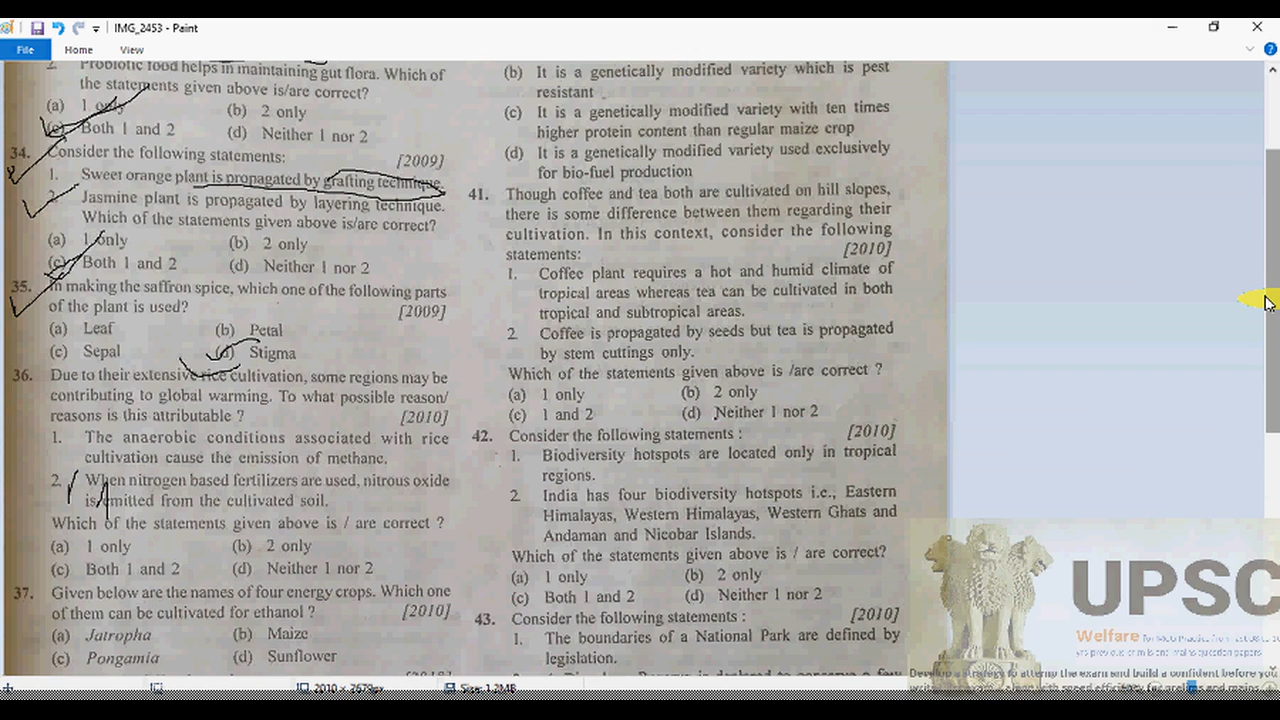 IMG_2453 - Paint
File Home View
2. Probiotic food helps in maintaining gut flora. Which of
the statements given above is/are correct?
(a) 1 only (b) 2 only
(c) Both 1 and 2 (d) Neither 1 nor 2
34. Consider the following statements: [2009]
1. Sweet orange plant is propagated by grafting technique.
2. Jasmine plant is propagated by layering technique.
Which of the statements given above is/are correct?
(a) 1 only (b) 2 only
(c) Both 1 and 2 (d) Neither 1 nor 2
35. In making the saffron spice, which one of the following parts
of the plant is used? [2009]
(a) Leaf (b) Petal
(c) Sepal (d) Stigma
36. Due to their extensive rice cultivation, some regions may be
contributing to global warming. To what possible reason/
reasons is this attributable ? [2010]
1. The anaerobic conditions associated with rice
cultivation cause the emission of methane.
2. When nitrogen based fertilizers are used, nitrous oxide
is emitted from the cultivated soil.
Which of the statements given above is / are correct ?
(a) 1 only (b) 2 only
(c) Both 1 and 2 (d) Neither 1 nor 2
37. Given below are the names of four energy crops. Which one
of them can be cultivated for ethanol ? [2010]
(a) Jatropha (b) Maize
(c) Pongamia (d) Sunflower
(b) It is a genetically modified variety which is pest
resistant
(c) It is a genetically modified variety with ten times
higher protein content than regular maize crop
(d) It is a genetically modified variety used exclusively
for bio-fuel production
41. Though coffee and tea both are cultivated on hill slopes,
there is some difference between them regarding their
cultivation. In this context, consider the following
statements: [2010]
1. Coffee plant requires a hot and humid climate of
tropical areas whereas tea can be cultivated in both
tropical and subtropical areas.
2. Coffee is propagated by seeds but tea is propagated
by stem cuttings only.
Which of the statements given above is /are correct ?
(a) 1 only (b) 2 only
(c) 1 and 2 (d) Neither 1 nor 2
42. Consider the following statements : [2010]
1. Biodiversity hotspots are located only in tropical
regions.
2. India has four biodiversity hotspots i.e., Eastern
Himalayas, Western Himalayas, Western Ghats and
Andaman and Nicobar Islands.
Which of the statements given above is / are correct?
(a) 1 only (b) 2 only
(c) Both 1 and 2 (d) Neither 1 nor 2
43. Consider the following statements : [2010]
1. The boundaries of a National Park are defined by
legislation.
UPSC
Welfare
yrs previous
Develop a strategy to attemp the exam and build a confident before you
2010 × 2679px Size: 1.2MB